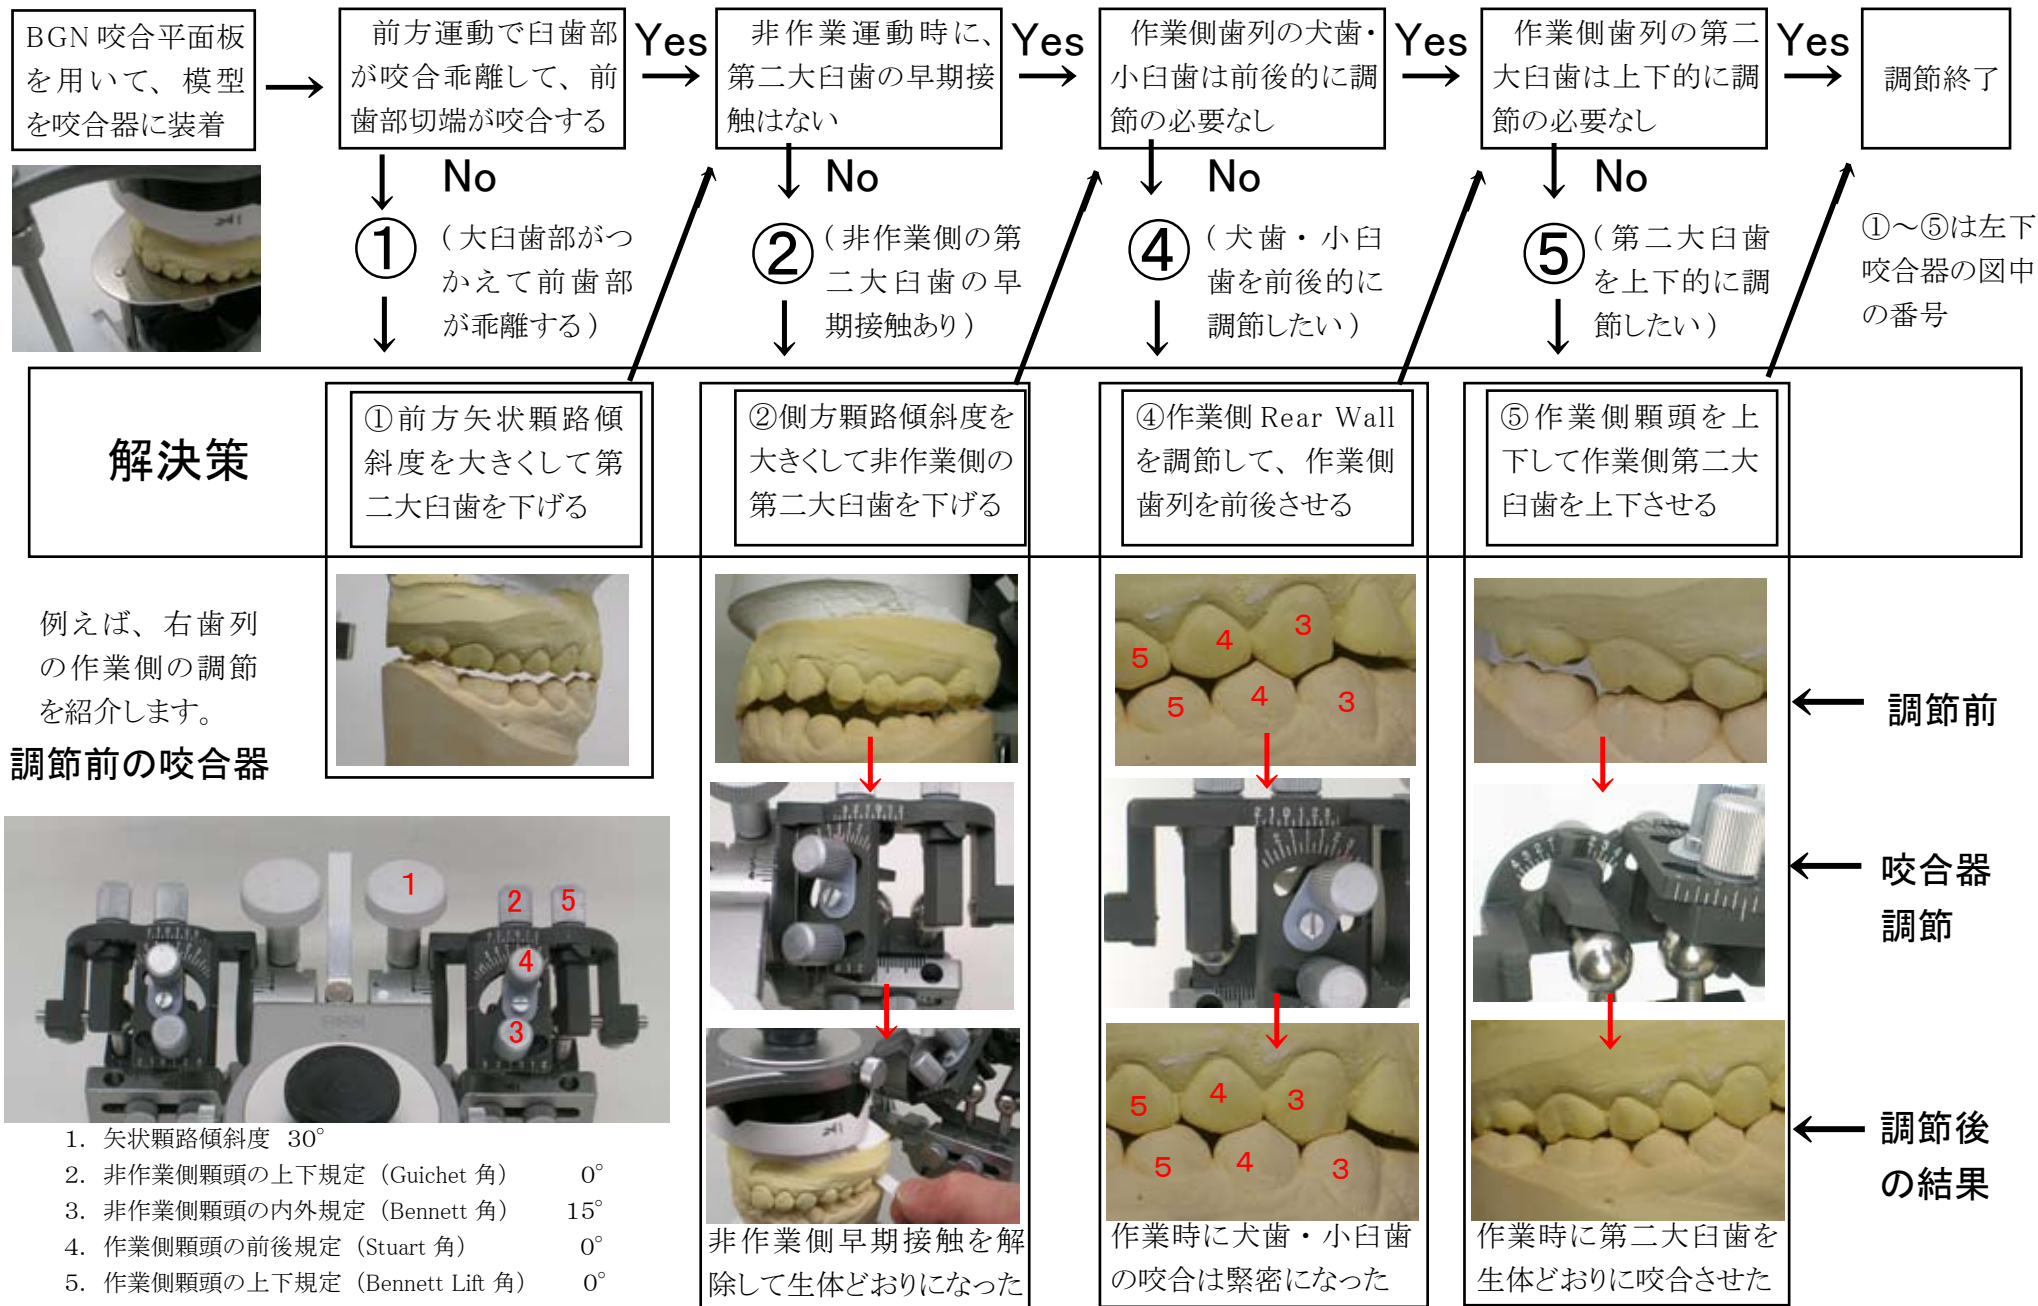 BGN 咬合平面板
を用いて、模型
を咬合器に装着
前方運動で臼歯部
が咬合乖離して、前
歯部切端が咬合する
Yes
非作業運動時に、
第二大臼歯の早期接
触はない
Yes
作業側歯列の犬歯・
小臼歯は前後的に調
節の必要なし
Yes
作業側歯列の第二
大臼歯は上下的に調
節の必要なし
Yes
調節終了
No
①
（大臼歯部がつ
かえて前歯部
が乖離する）
No
②
（非作業側の第
二大臼歯の早
期接触あり）
No
④
（犬歯・小臼
歯を前後的に
調節したい）
No
⑤
（第二大臼歯
を上下的に調
節したい）
①～⑤は左下
咬合器の図中
の番号
解決策
①前方矢状顆路傾
斜度を大きくして第
二大臼歯を下げる
②側方顆路傾斜度を
大きくして非作業側の
第二大臼歯を下げる
④作業側 Rear Wall
を調節して、作業側
歯列を前後させる
⑤作業側顆頭を上
下して作業側第二大
臼歯を上下させる
例えば、右歯列
の作業側の調節
を紹介します。
調節前の咬合器
5 4 3
5 4 3
調節前
咬合器
調節
1
2 5
4
3
5 4 3
5 4 3
調節後
の結果
1. 矢状顆路傾斜度 30°
2. 非作業側顆頭の上下規定（Guichet 角） 0°
3. 非作業側顆頭の内外規定（Bennett 角） 15°
4. 作業側顆頭の前後規定（Stuart 角） 0°
5. 作業側顆頭の上下規定（Bennett Lift 角） 0°
非作業側早期接触を解
除して生体どおりになった
作業時に犬歯・小臼歯
の咬合は緊密になった
作業時に第二大臼歯を
生体どおりに咬合させた